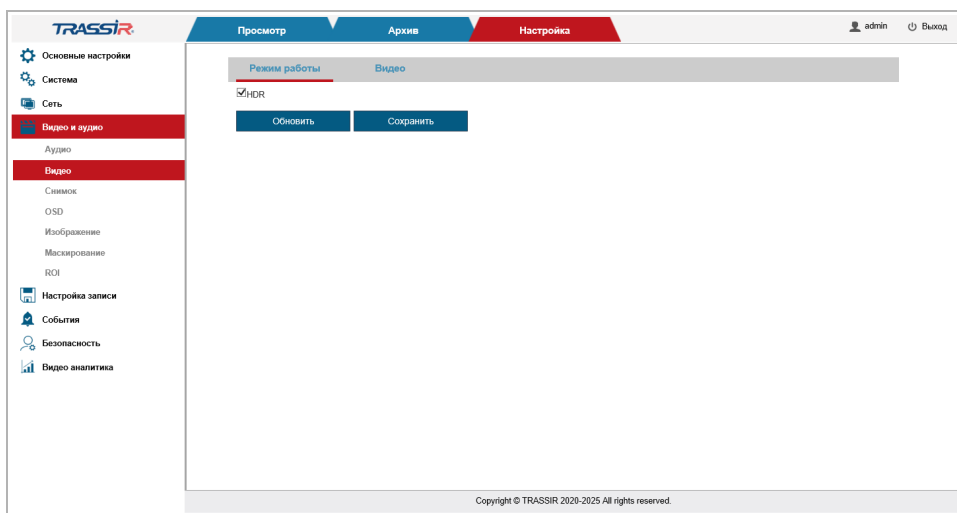 TRASSIR
Просмотр
Архив
Настройка
admin
Выход
Основные настройки
Система
Сеть
Видео и аудио
Аудио
Видео
Снимок
OSD
Изображение
Маскирование
ROI
Настройка записи
События
Безопасность
Видео аналитика
Режим работы
Видео
HDR
Обновить
Сохранить
Copyright © TRASSIR 2020-2025 All rights reserved.